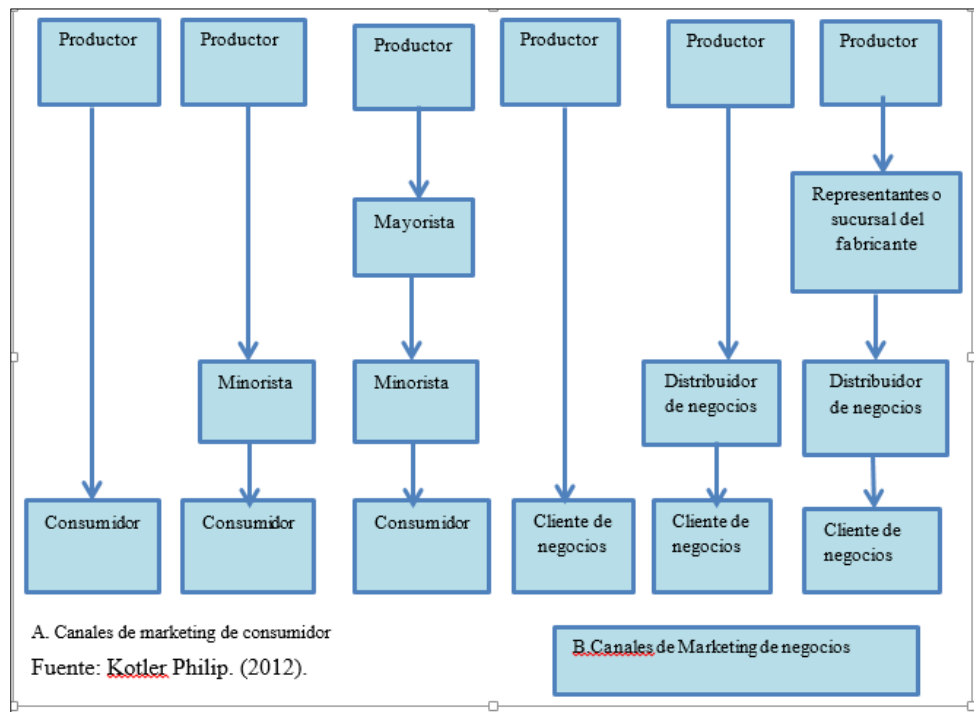 Productor
Productor
Productor
Productor
Productor
Productor
Representantes o
sucursal del
fabricante
Mayorista
Minorista
Minorista
Distribuidor
de negocios
Distribuidor
de negocios
Consumidor
Consumidor
Consumidor
Cliente de
negocios
Cliente de
negocios
Cliente de
negocios
A. Canales de marketing de consumidor
Fuente: Kotler Philip. (2012).
B.Canales de Marketing de negocios